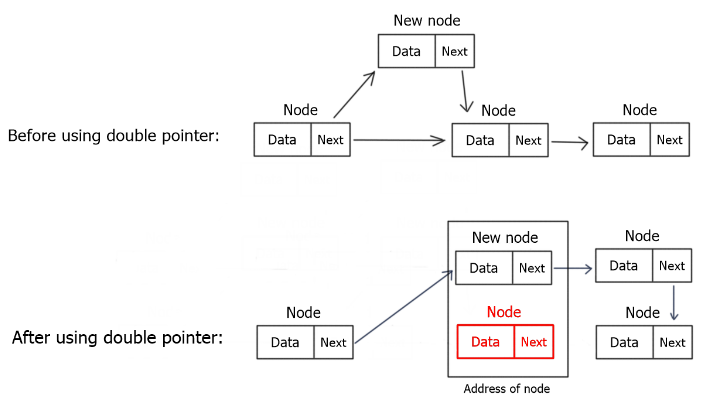 New node
Data Next
Node Node Node
Before using double pointer: Data Next Data Next Data Next
New node Node
Data Next Data Next
Node Node Node
After using double pointer: Data Next Data Next Data Next
Address of node